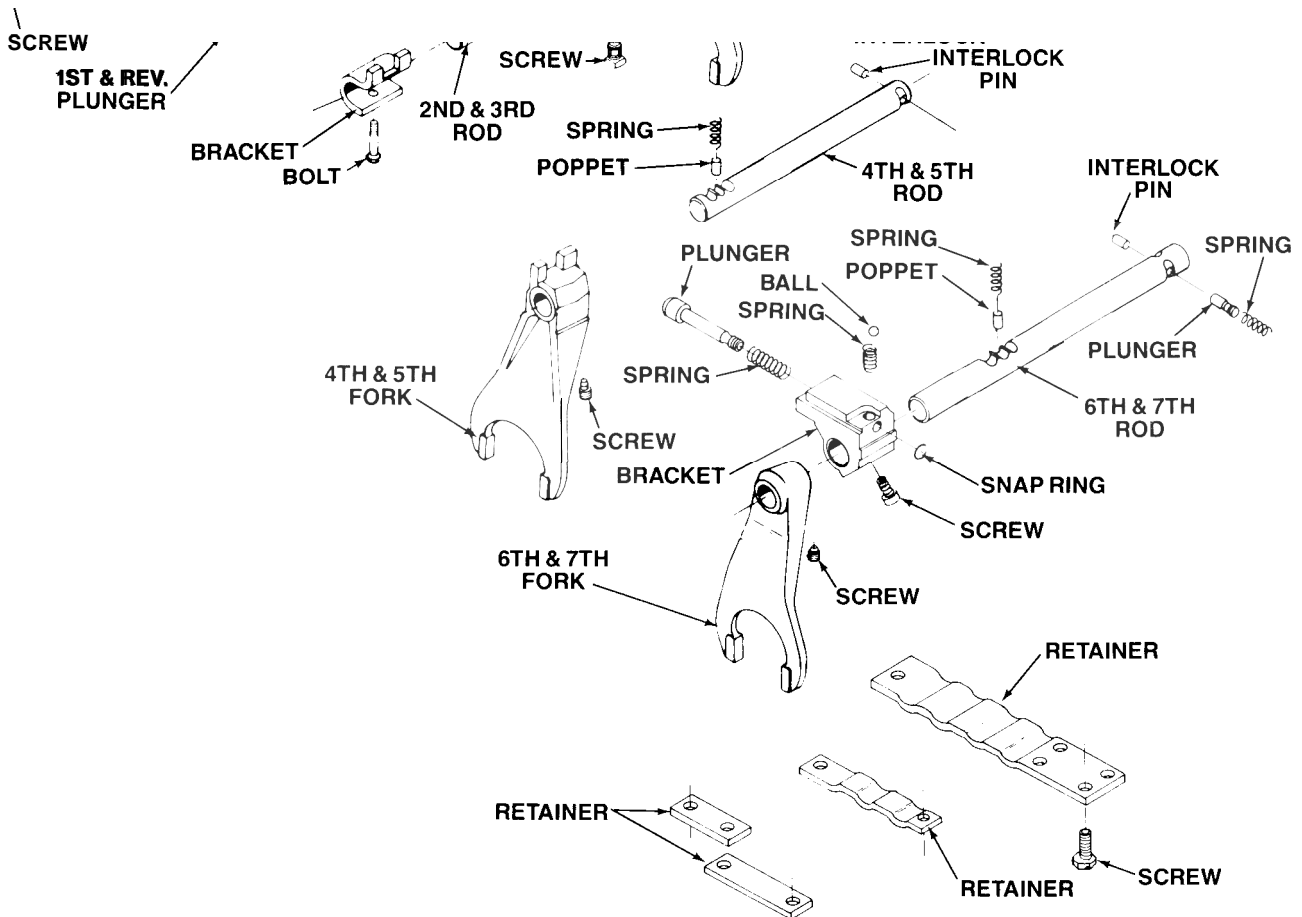 SCREW
1ST & REV.
PLUNGER
BRACKET
BOLT
2ND & 3RD
ROD
SCREW
SPRING
POPPET
INTERLOCK
INTERLOCK
PIN
4TH & 5TH
ROD
INTERLOCK
PIN
SPRING
POPPET
SPRING
PLUNGER
BALL
SPRING
SPRING
PLUNGER
6TH & 7TH
ROD
4TH & 5TH
FORK
SCREW
BRACKET
SNAP RING
SCREW
6TH & 7TH
FORK
SCREW
RETAINER
RETAINER
RETAINER
SCREW